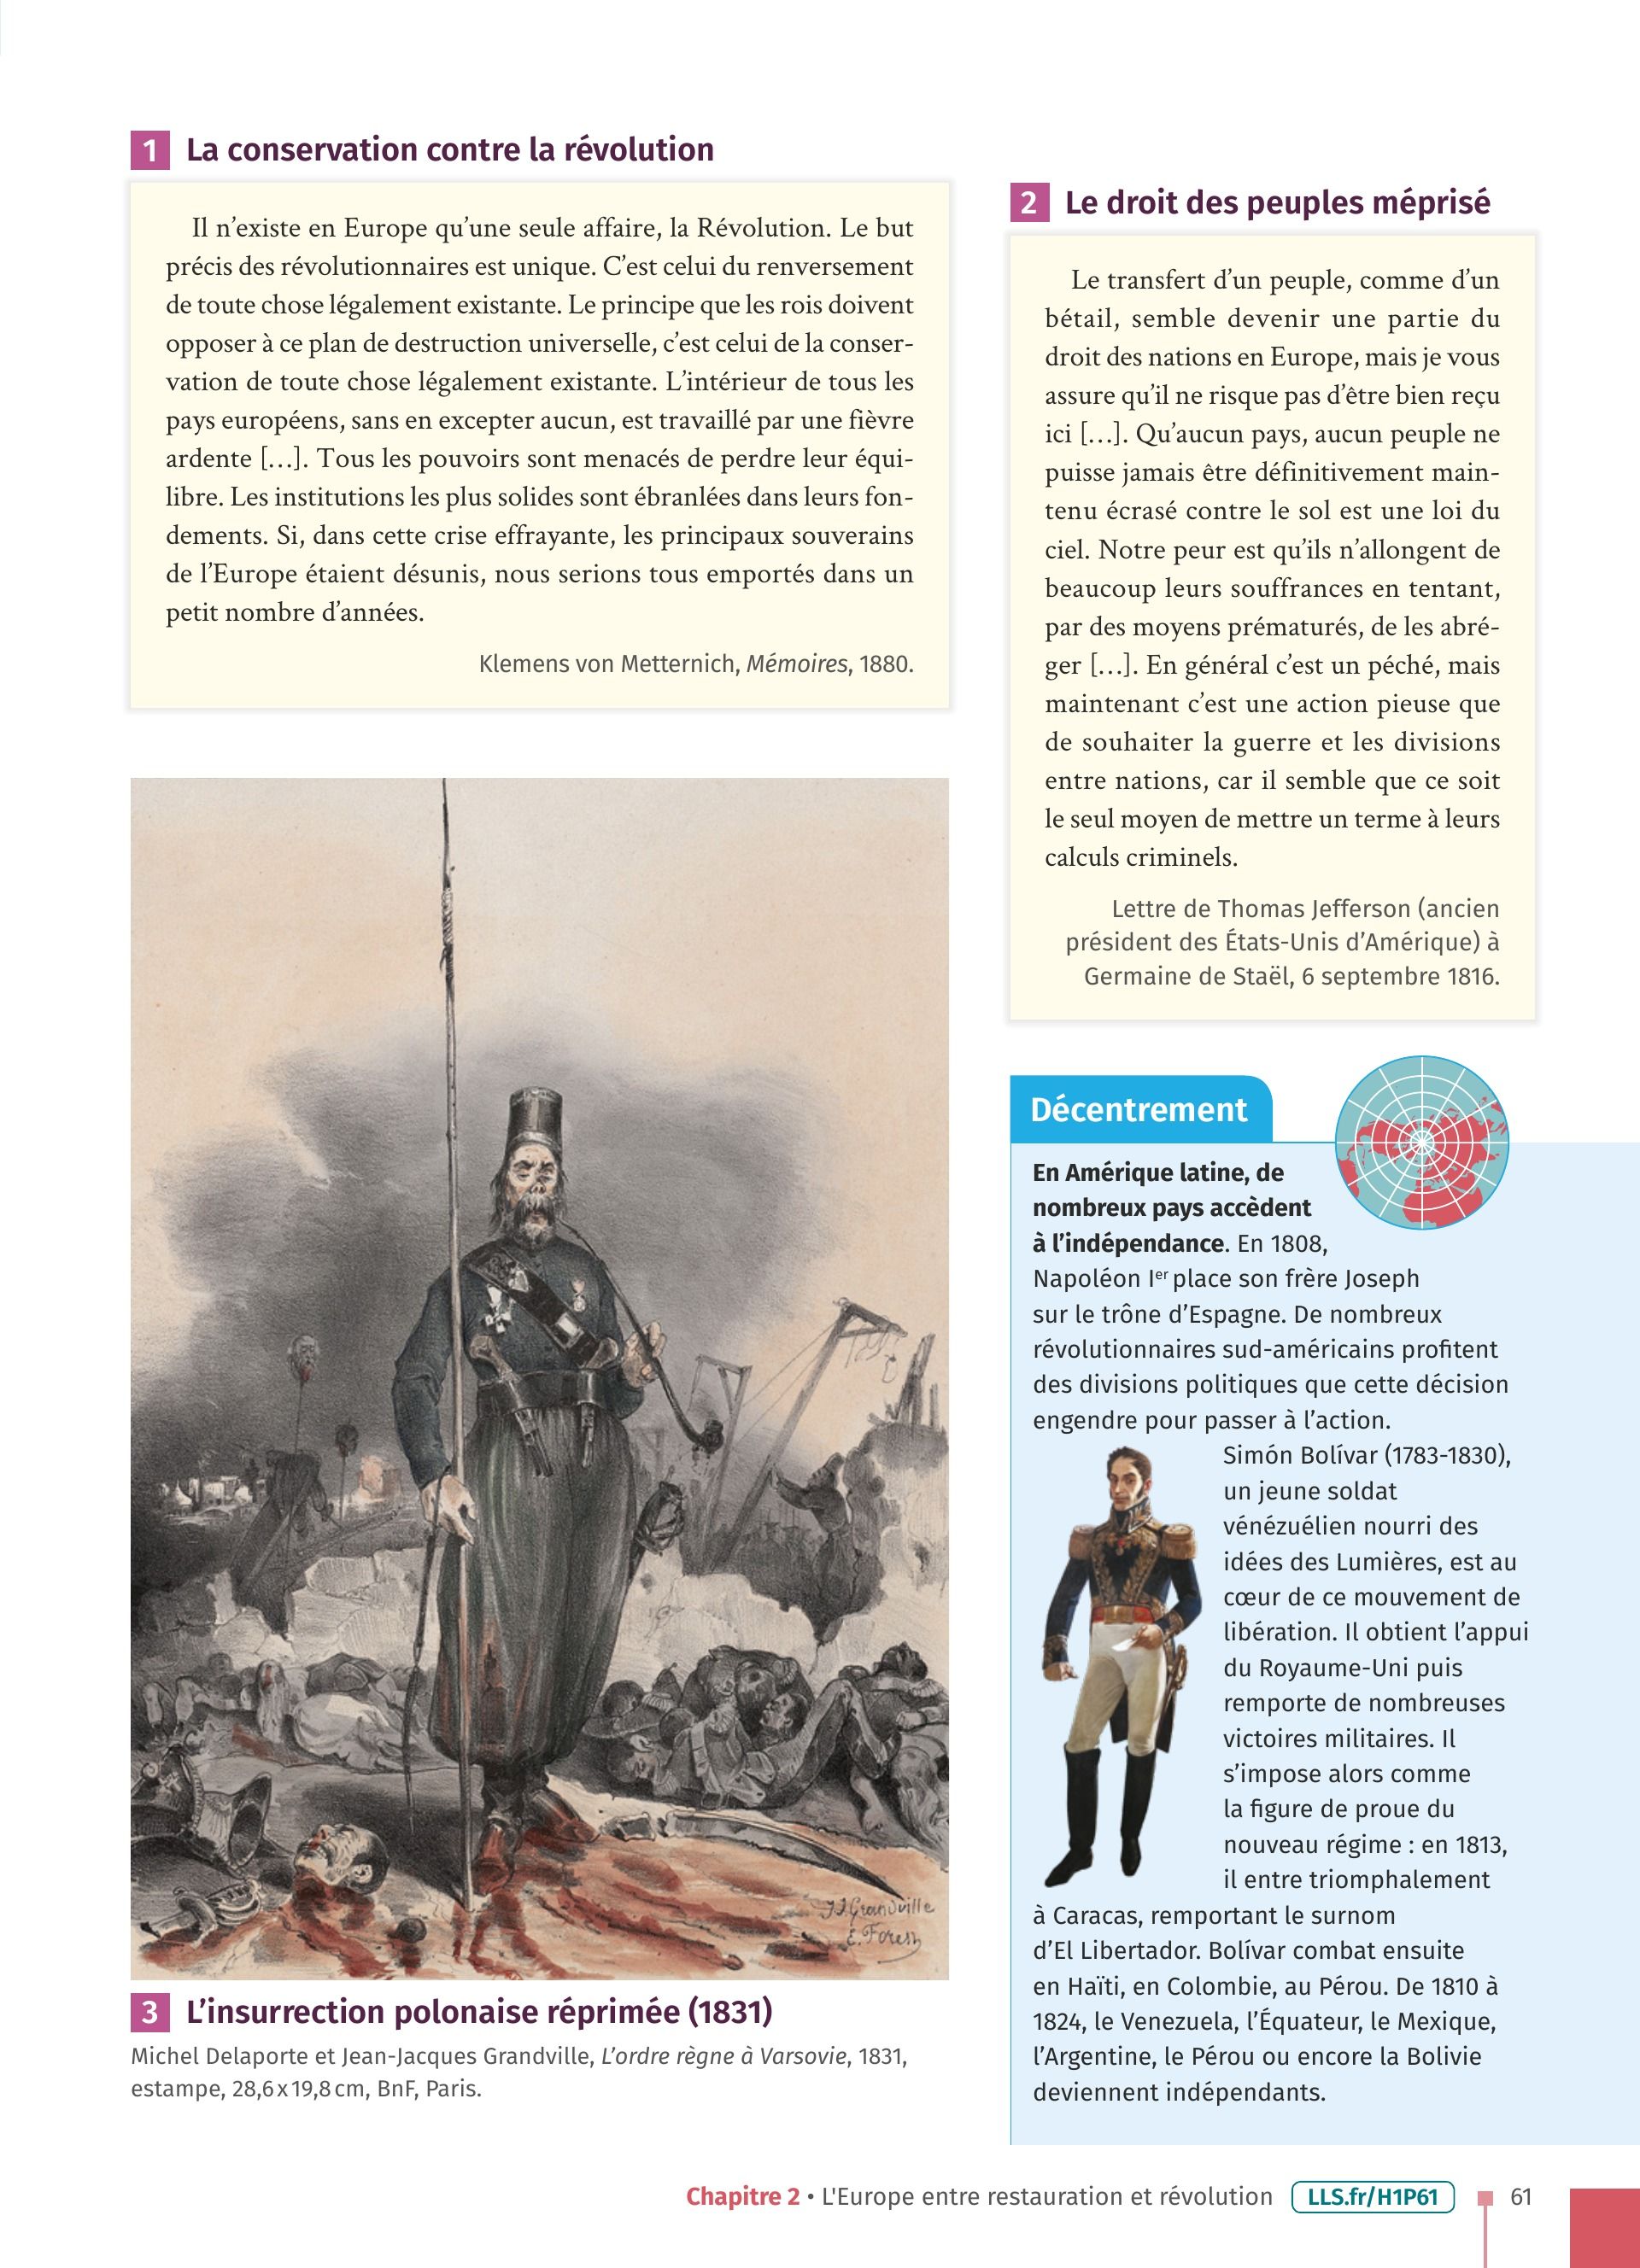 1 La conservation contre la révolution
Il n’existe en Europe qu’une seule affaire, la Révolution. Le but
précis des révolutionnaires est unique. C’est celui du renversement
de toute chose légalement existante. Le principe que les rois doivent
opposer à ce plan de destruction universelle, c’est celui de la conser-
vation de toute chose légalement existante. L’intérieur de tous les
pays européens, sans en excepter aucun, est travaillé par une fièvre
ardente […]. Tous les pouvoirs sont menacés de perdre leur équi-
libre. Les institutions les plus solides sont ébranlées dans leurs fon-
dements. Si, dans cette crise effrayante, les principaux souverains
de l’Europe étaient désunis, nous serions tous emportés dans un
petit nombre d’années.
Klemens von Metternich, Mémoires, 1880.
2 Le droit des peuples méprisé
Le transfert d’un peuple, comme d’un
bétail, semble devenir une partie du
droit des nations en Europe, mais je vous
assure qu’il ne risque pas d’être bien reçu
ici […]. Qu’aucun pays, aucun peuple ne
puisse jamais être définitivement main-
tenu écrasé contre le sol est une loi du
ciel. Notre peur est qu’ils n’allongent de
beaucoup leurs souffrances en tentant,
par des moyens prématurés, de les abré-
ger […]. En général c’est un péché, mais
maintenant c’est une action pieuse que
de souhaiter la guerre et les divisions
entre nations, car il semble que ce soit
le seul moyen de mettre un terme à leurs
calculs criminels.
Lettre de Thomas Jefferson (ancien
président des États-Unis d’Amérique) à
Germaine de Staël, 6 septembre 1816.
J.J. Grandville
E. Forest
3 L’insurrection polonaise réprimée (1831)
Michel Delaporte et Jean-Jacques Grandville, L’ordre règne à Varsovie, 1831,
estampe, 28,6 x 19,8 cm, BnF, Paris.
Décentrement
En Amérique latine, de
nombreux pays accèdent
à l’indépendance. En 1808,
Napoléon Ier place son frère Joseph
sur le trône d’Espagne. De nombreux
révolutionnaires sud-américains profitent
des divisions politiques que cette décision
engendre pour passer à l’action.
Simón Bolívar (1783-1830),
un jeune soldat
vénézuélien nourri des
idées des Lumières, est au
cœur de ce mouvement de
libération. Il obtient l’appui
du Royaume-Uni puis
remporte de nombreuses
victoires militaires. Il
s’impose alors comme
la figure de proue du
nouveau régime : en 1813,
il entre triomphalement
à Caracas, remportant le surnom
d’El Libertador. Bolívar combat ensuite
en Haïti, en Colombie, au Pérou. De 1810 à
1824, le Venezuela, l’Équateur, le Mexique,
l’Argentine, le Pérou ou encore la Bolivie
deviennent indépendants.
Chapitre 2 • L'Europe entre restauration et révolution LLS.fr/H1P61 61